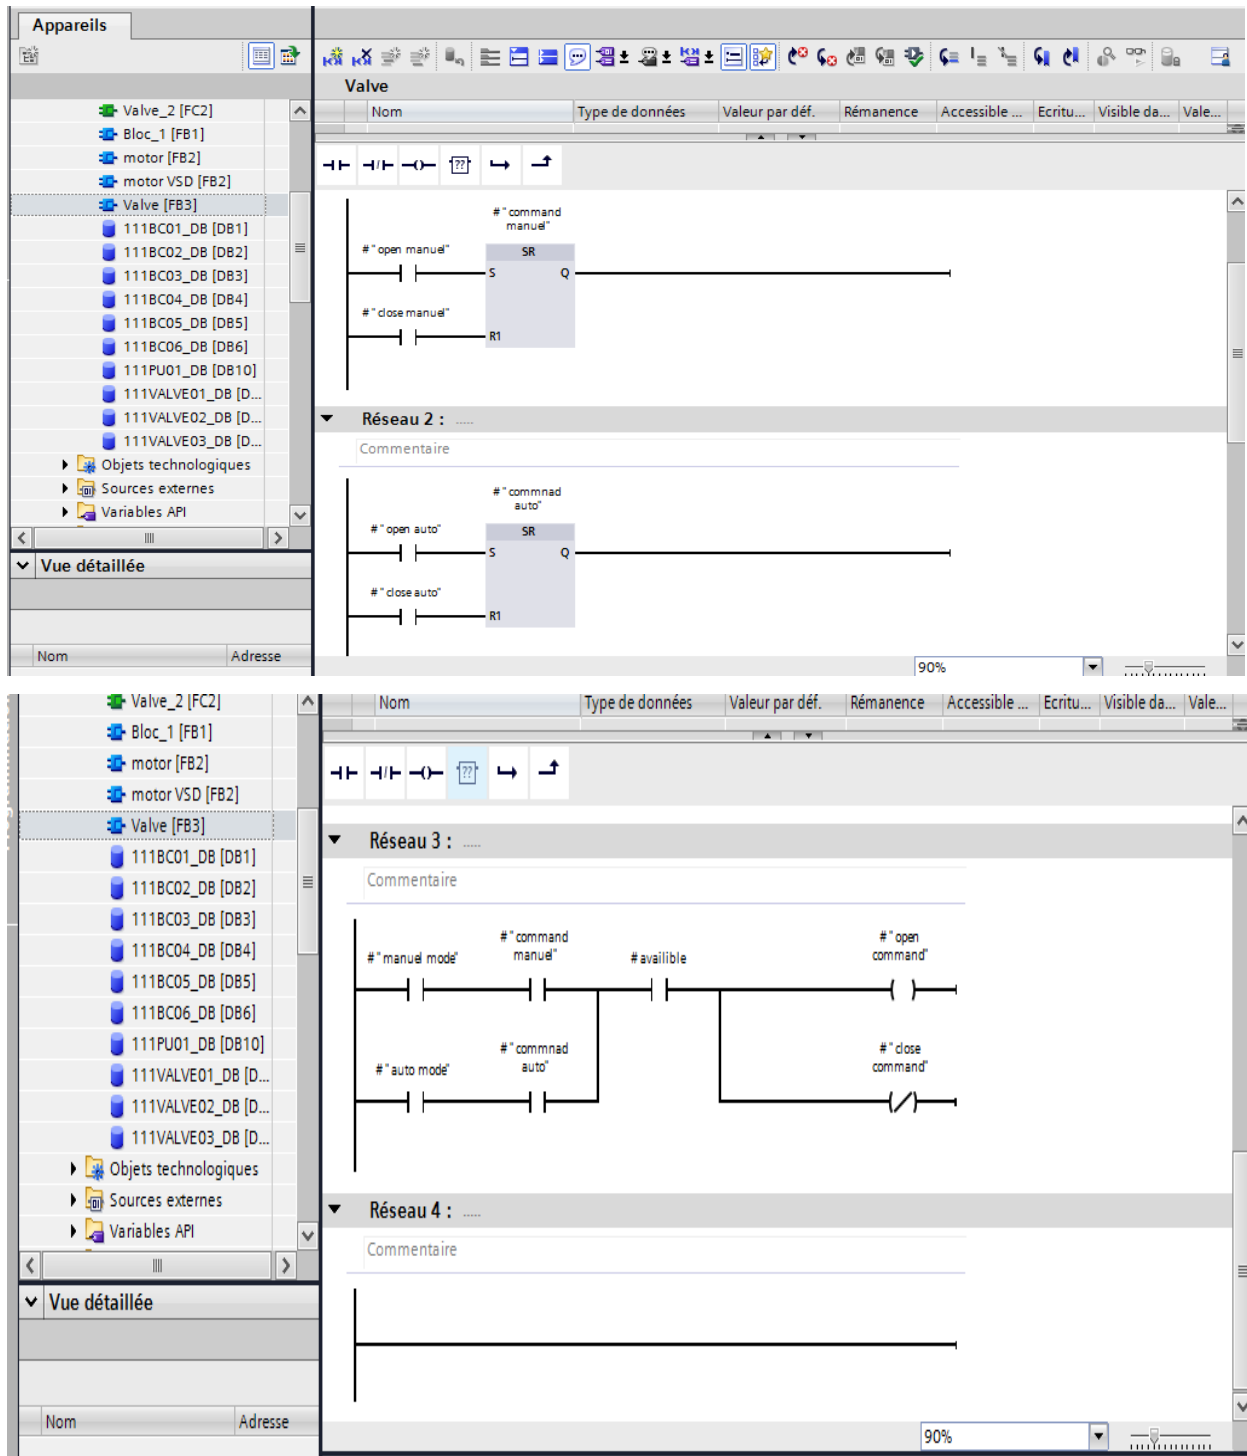 Appareils
Valve
Nom Type de données Valeur par déf. Rémanence Accessible ... Ecritu... Visible da... Vale...
Valve_2 [FC2]
Bloc_1 [FB1]
motor [FB2]
motor VSD [FB2]
Valve [FB3]
111BC01_DB [DB1]
111BC02_DB [DB2]
111BC03_DB [DB3]
111BC04_DB [DB4]
111BC05_DB [DB5]
111BC06_DB [DB6]
111PU01_DB [DB10]
111VALVE01_DB [D...
111VALVE02_DB [D...
111VALVE03_DB [D...
Objets technologiques
Sources externes
Variables API
Vue détaillée
Nom Adresse
??
#"command
manuel"
#"open manuel"
SR
S Q
#"close manuel"
R1
Réseau 2 : .....
Commentaire
#"commnad
auto"
#"open auto"
SR
S Q
#"close auto"
R1
90%
Valve_2 [FC2]
Bloc_1 [FB1]
motor [FB2]
motor VSD [FB2]
Valve [FB3]
111BC01_DB [DB1]
111BC02_DB [DB2]
111BC03_DB [DB3]
111BC04_DB [DB4]
111BC05_DB [DB5]
111BC06_DB [DB6]
111PU01_DB [DB10]
111VALVE01_DB [D...
111VALVE02_DB [D...
111VALVE03_DB [D...
Objets technologiques
Sources externes
Variables API
Vue détaillée
Nom Adresse
Nom Type de données Valeur par déf. Rémanence Accessible ... Ecritu... Visible da... Vale...
??
Réseau 3 : .....
Commentaire
#"command
manuel"
#"manuel mode"
#availible
#"open
command"
#"commnad
auto"
#"auto mode"
#"close
command"
Réseau 4 : .....
Commentaire
90%